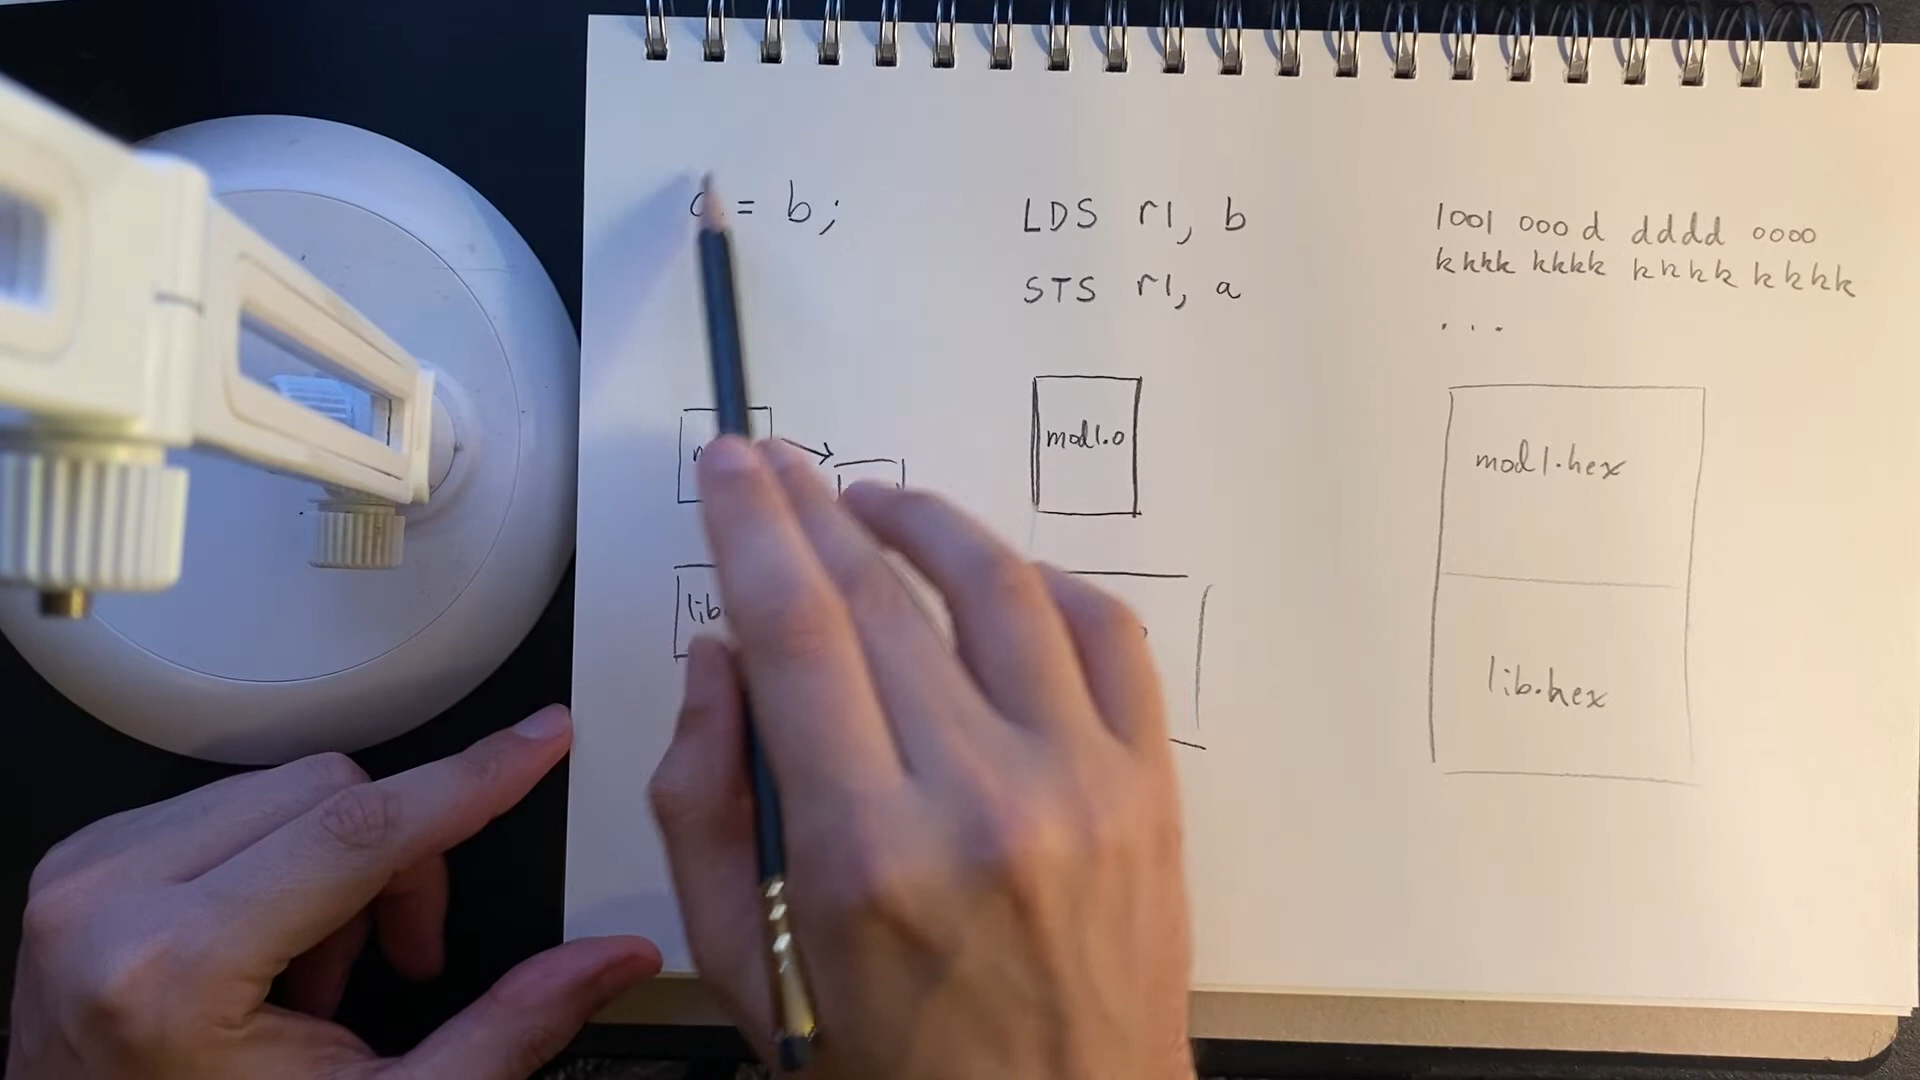 = b;
LDS r1, b
STS r1, a
1001 000d dddd 0000
kkkk kkkk kkkk kkkk
...
mod1.o
mod1.hex
lib.hex